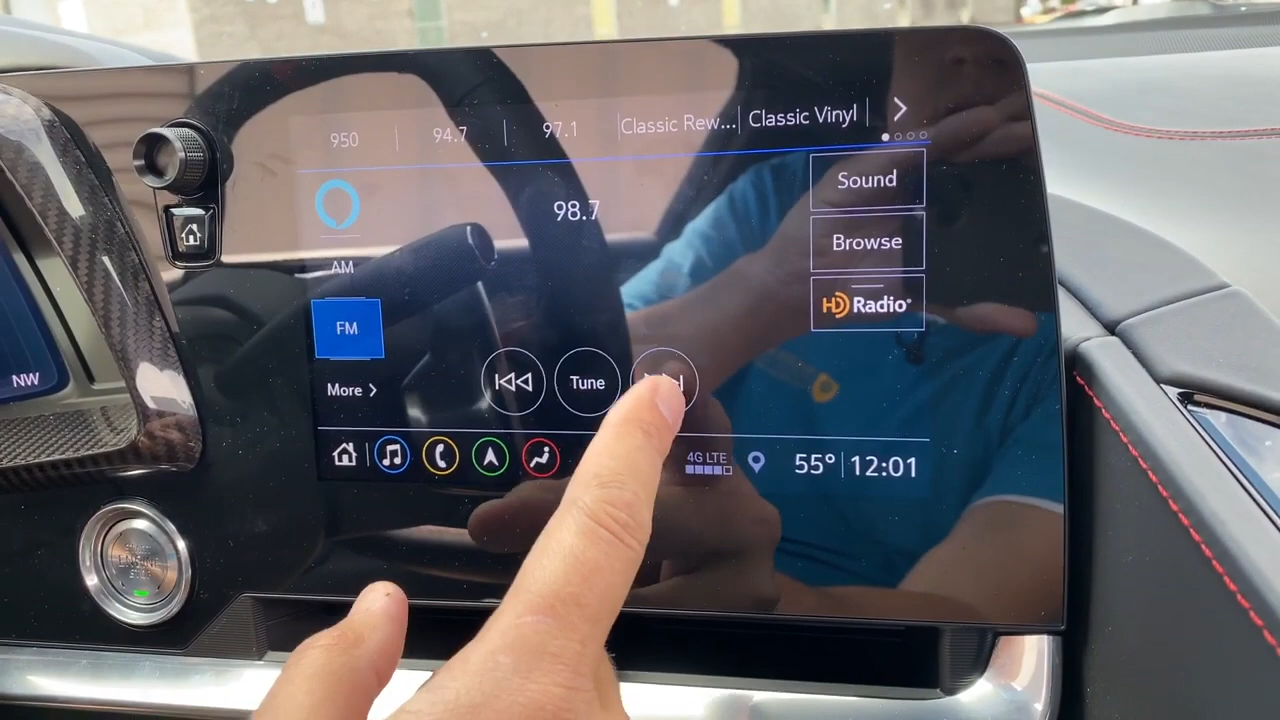 950 94.7 97.1 Classic Rew... Classic Vinyl
Sound
98.7
Browse
AM
HD Radio®
FM
Tune
More
NW
4G LTE
55° 12:01
ENGINE